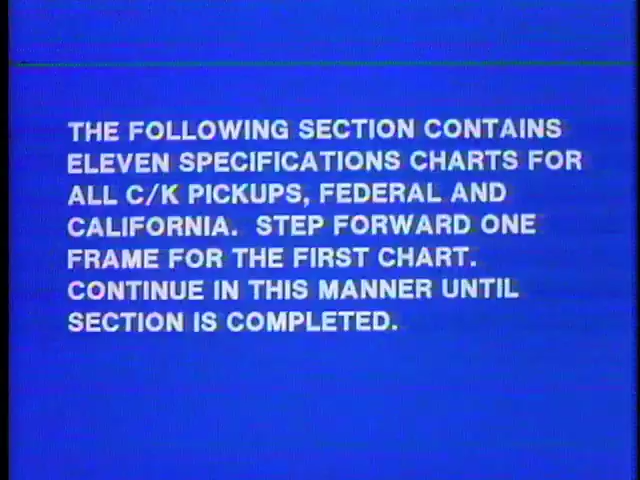 THE FOLLOWING SECTION CONTAINS
ELEVEN SPECIFICATIONS CHARTS FOR
ALL C/K PICKUPS, FEDERAL AND
CALIFORNIA.  STEP FORWARD ONE
FRAME FOR THE FIRST CHART.
CONTINUE IN THIS MANNER UNTIL
SECTION IS COMPLETED.